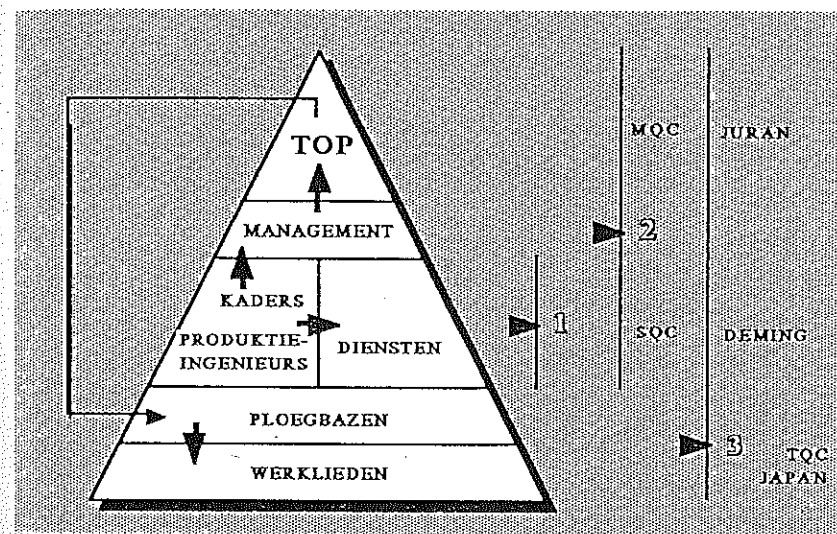 TOP
MANAGEMENT
KADERS
PRODUKTIE-
INGENIEURS
DIENSTEN
PLOEGBAZEN
WERKLIEDEN
1
MQC
2
SQC
JURAN
DEMING
3
TQC
JAPAN